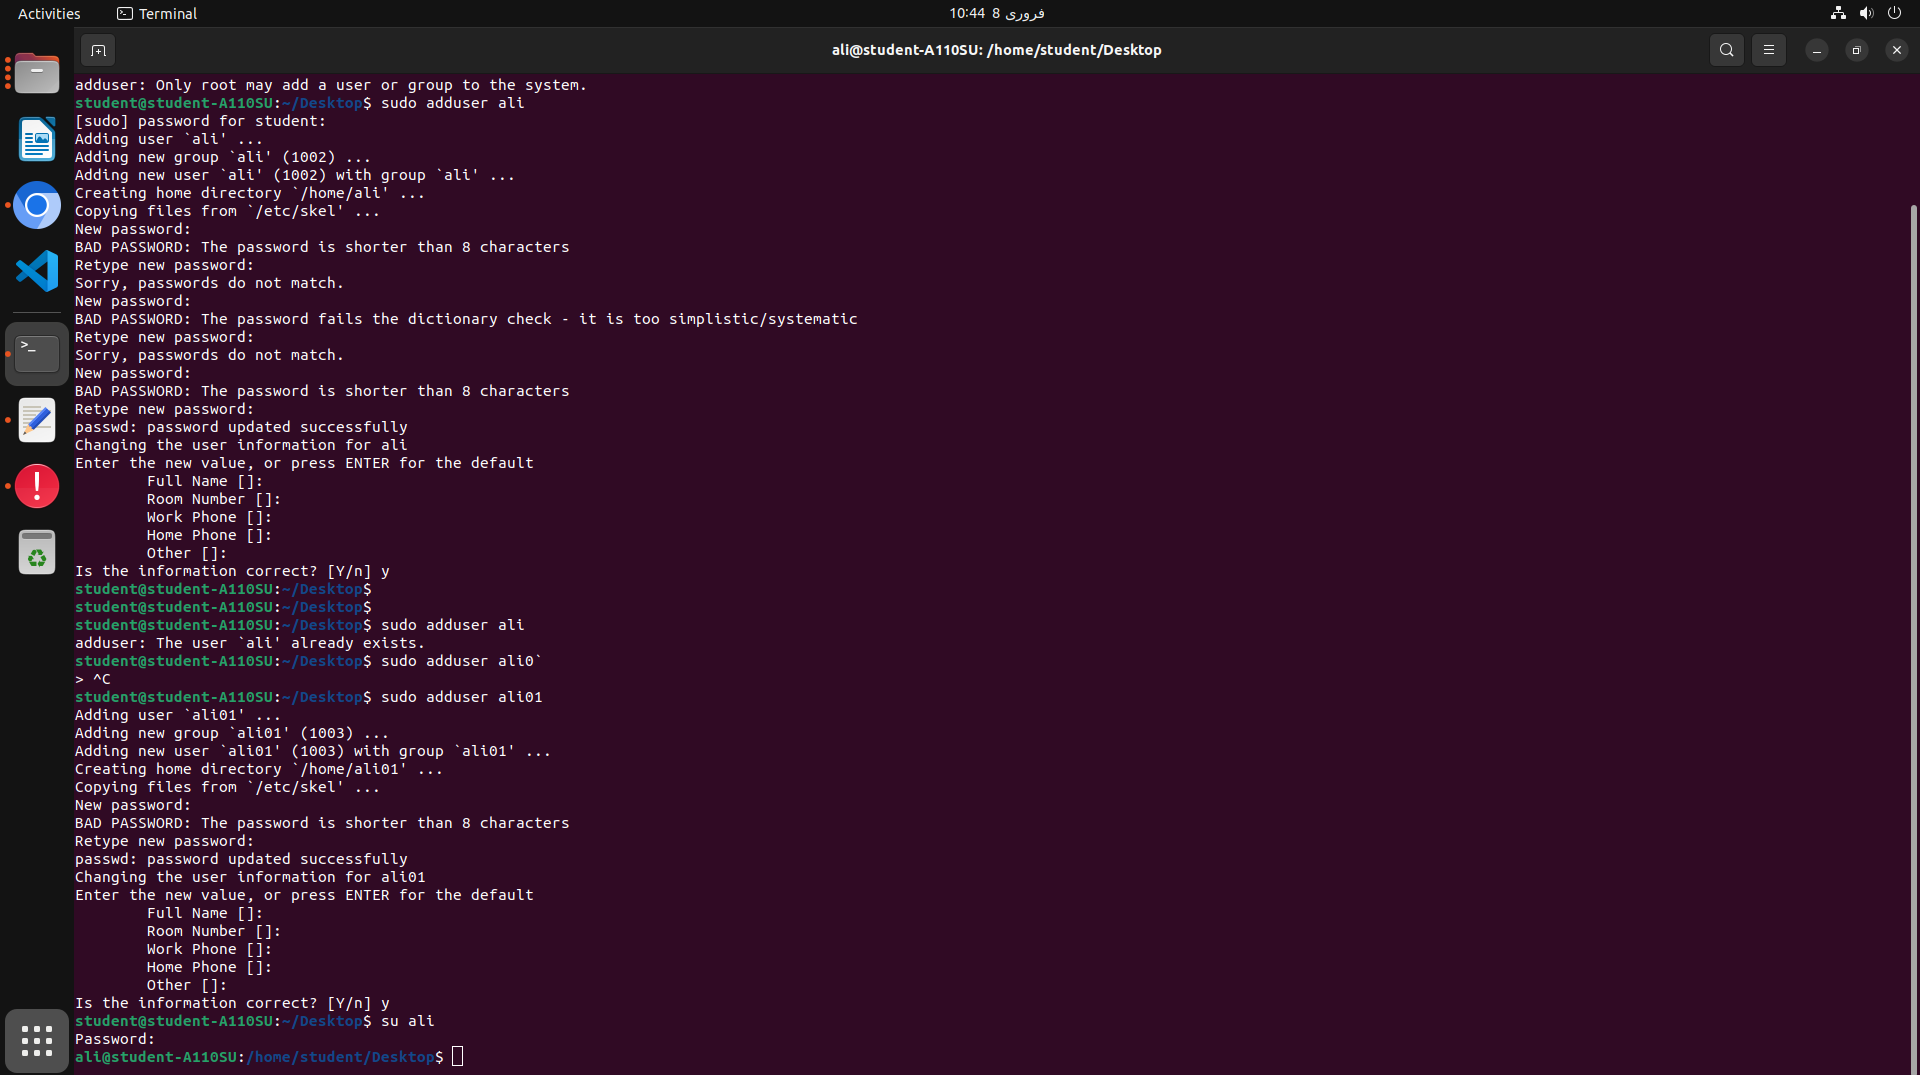 Activities
Terminal
10:44 8 فروری
ali@student-A110SU: /home/student/Desktop
adduser: Only root may add a user or group to the system.
student@student-A110SU:~/Desktop$ sudo adduser ali
[sudo] password for student:
Adding user `ali' ...
Adding new group `ali' (1002) ...
Adding new user `ali' (1002) with group `ali' ...
Creating home directory `/home/ali' ...
Copying files from `/etc/skel' ...
New password:
BAD PASSWORD: The password is shorter than 8 characters
Retype new password:
Sorry, passwords do not match.
New password:
BAD PASSWORD: The password fails the dictionary check - it is too simplistic/systematic
Retype new password:
Sorry, passwords do not match.
New password:
BAD PASSWORD: The password is shorter than 8 characters
Retype new password:
passwd: password updated successfully
Changing the user information for ali
Enter the new value, or press ENTER for the default
Full Name []:
Room Number []:
Work Phone []:
Home Phone []:
Other []:
Is the information correct? [Y/n] y
student@student-A110SU:~/Desktop$
student@student-A110SU:~/Desktop$
student@student-A110SU:~/Desktop$ sudo adduser ali
adduser: The user `ali' already exists.
student@student-A110SU:~/Desktop$ sudo adduser ali0`
> ^C
student@student-A110SU:~/Desktop$ sudo adduser ali01
Adding user `ali01' ...
Adding new group `ali01' (1003) ...
Adding new user `ali01' (1003) with group `ali01' ...
Creating home directory `/home/ali01' ...
Copying files from `/etc/skel' ...
New password:
BAD PASSWORD: The password is shorter than 8 characters
Retype new password:
passwd: password updated successfully
Changing the user information for ali01
Enter the new value, or press ENTER for the default
Full Name []:
Room Number []:
Work Phone []:
Home Phone []:
Other []:
Is the information correct? [Y/n] y
student@student-A110SU:~/Desktop$ su ali
Password:
ali@student-A110SU:/home/student/Desktop$